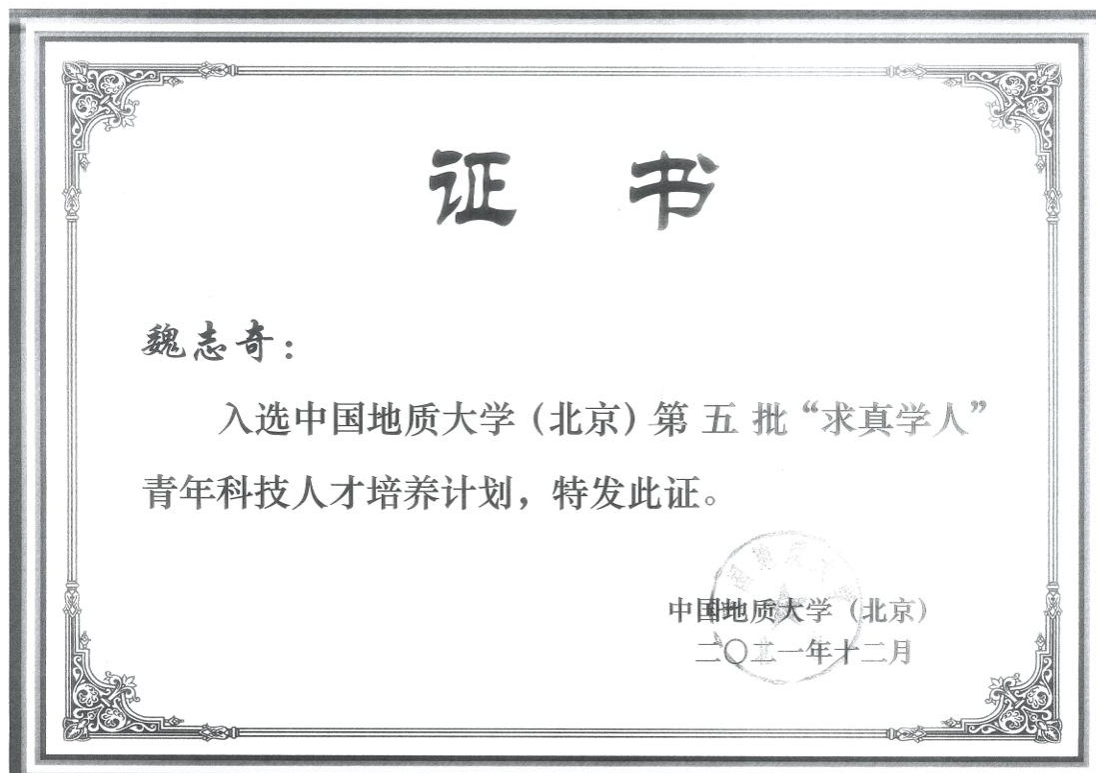 证 书
魏志奇：
入选中国地质大学（北京）第 五 批“求真学人”
青年科技人才培养计划，特发此证。
中国地质大学（北京）
二〇二一年十二月